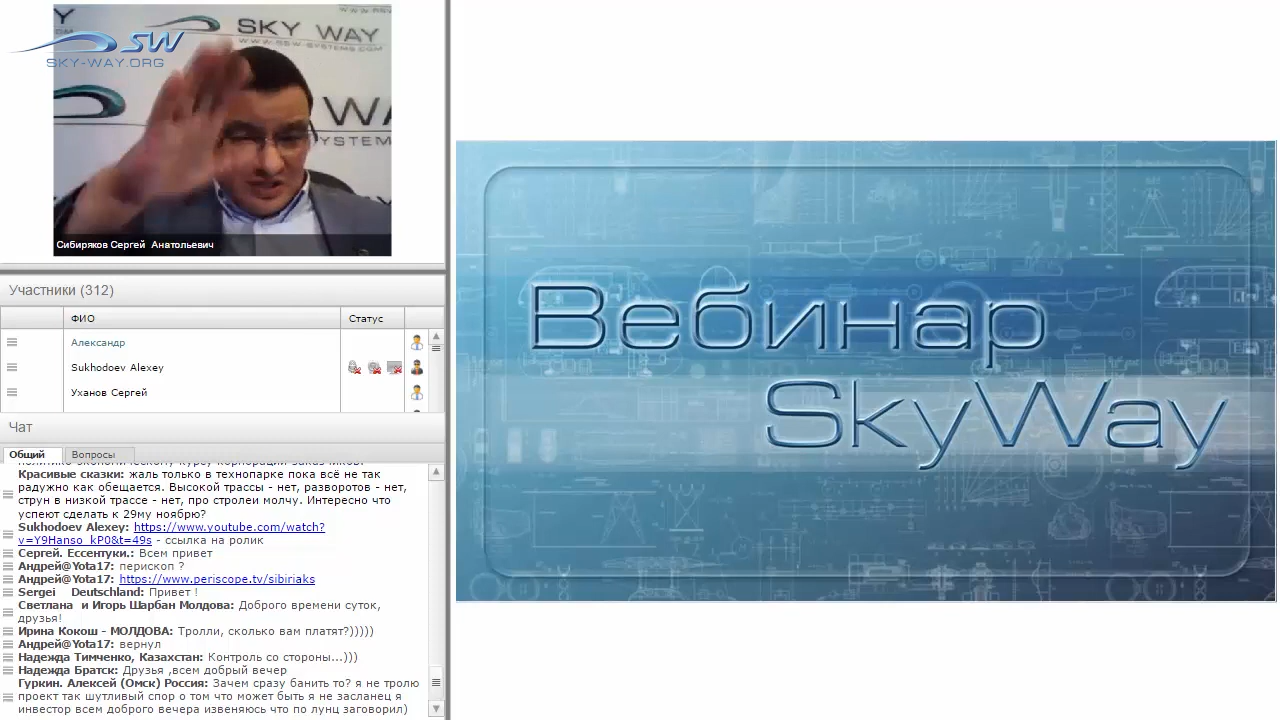 SKY WAY
WWW.RSW-SYSTEMS.COM
SW
SKY-WAY.ORG
Сибиряков Сергей Анатольевич
Участники (312)
ФИО
Статус
Александр
Sukhodoev Alexey
Уханов Сергей
Чат
Общий
Вопросы
Красивые сказки: жаль только в технопарке пока всё не так
радужно как обещается. Высокой трассы - нет, разворотов - нет,
струн в низкой трассе - нет, про стролеи молчу. Интересно что
успеют сделать к 29му ноябрю?
Sukhodoev Alexey: https://www.youtube.com/watch?
v=Y9Hanso_kP0&t=49s - ссылка на ролик
Сергей. Ессентуки.: Всем привет
Андрей@Yota17: перископ ?
Андрей@Yota17: https://www.periscope.tv/sibiriaks
Sergei Deutschland: Привет !
Светлана и Игорь Шарбан Молдова: Доброго времени суток,
друзья!
Ирина Кокош - МОЛДОВА: Тролли, сколько вам платят?)))))
Андрей@Yota17: вернул
Надежда Тимченко, Казахстан: Контроль со стороны...)))
Надежда Братск: Друзья ,всем добрый вечер
Гуркин. Алексей (Омск) Россия: Зачем сразу банить то? я не тролю
проект так шутливый спор о том что может быть я не засланец я
инвестор всем доброго вечера извеняюсь что по лунц заговорил)
Вебинар
SkyWay